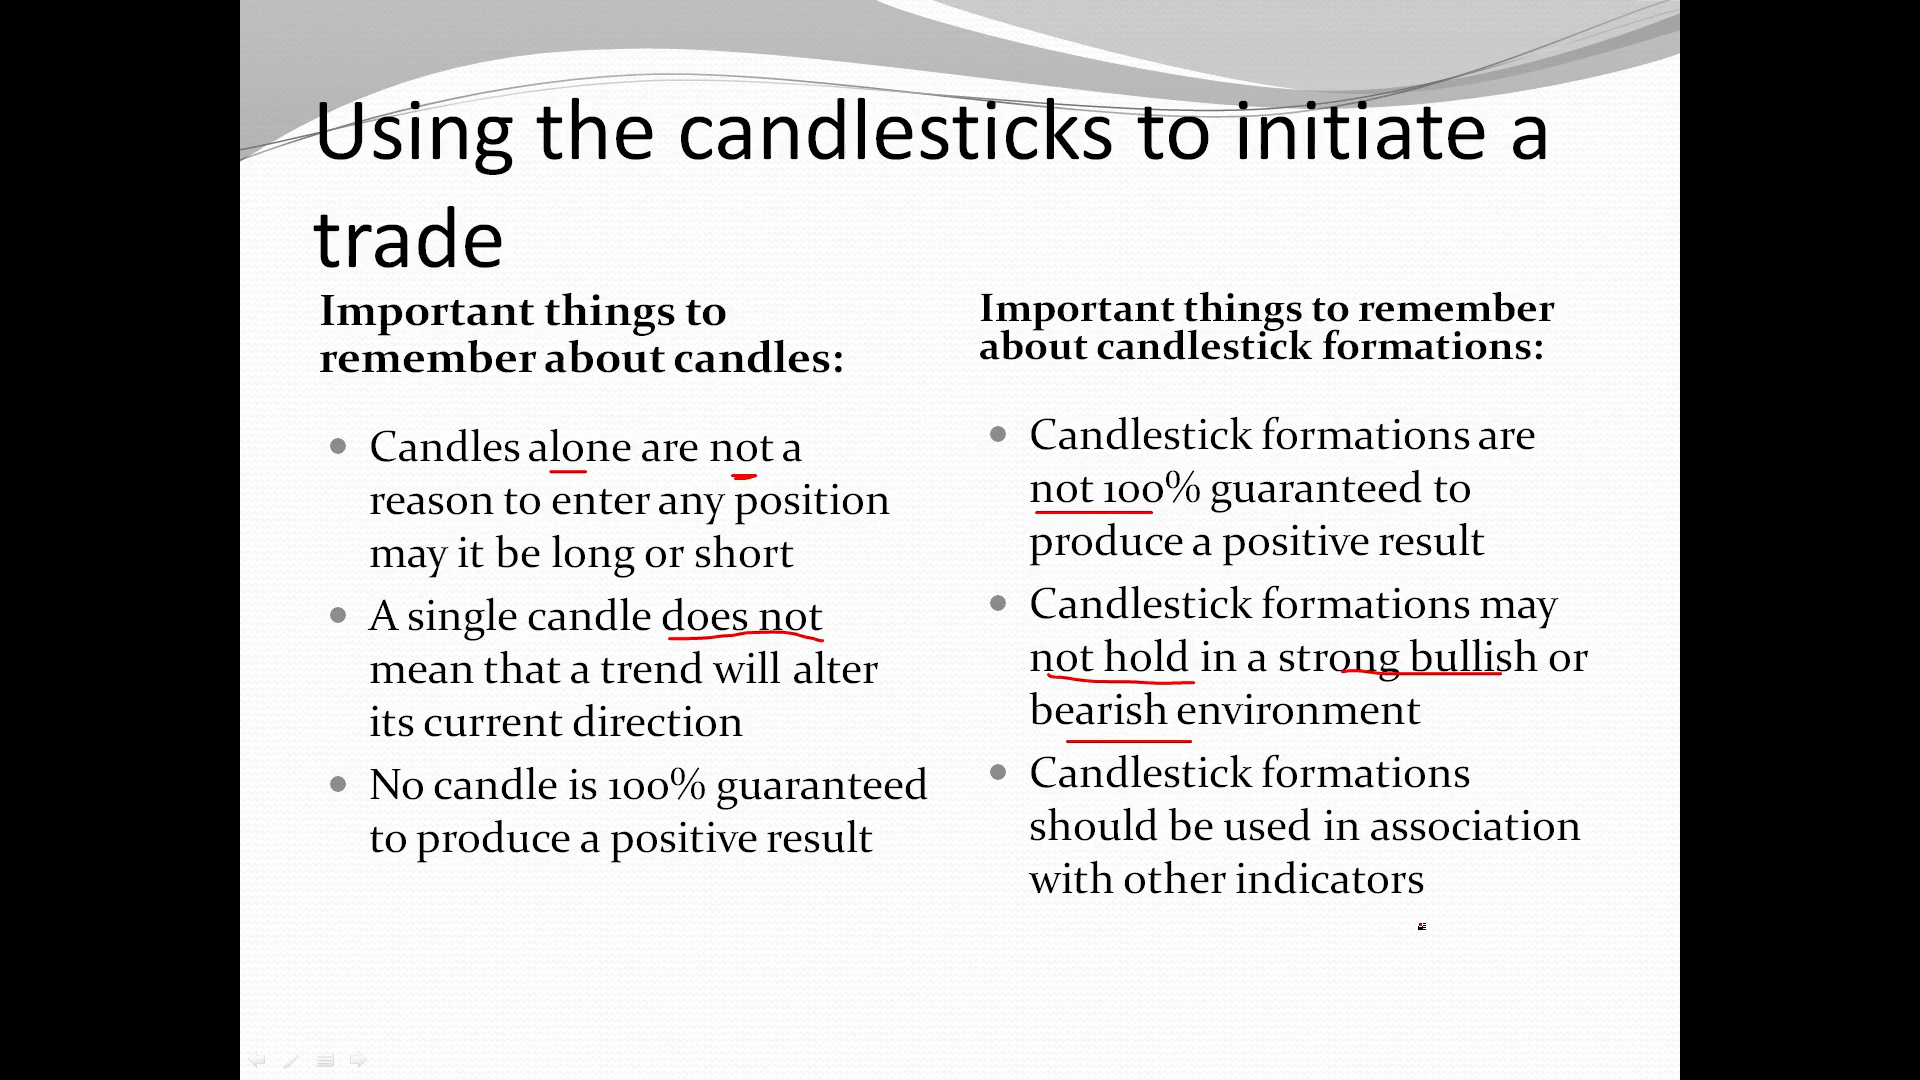 Using the candlesticks to initiate a
trade
Important things to
remember about candles:
Candles alone are not a
reason to enter any position
may it be long or short
A single candle does not
mean that a trend will alter
its current direction
No candle is 100% guaranteed
to produce a positive result
Important things to remember
about candlestick formations:
Candlestick formations are
not 100% guaranteed to
produce a positive result
Candlestick formations may
not hold in a strong bullish or
bearish environment
Candlestick formations
should be used in association
with other indicators